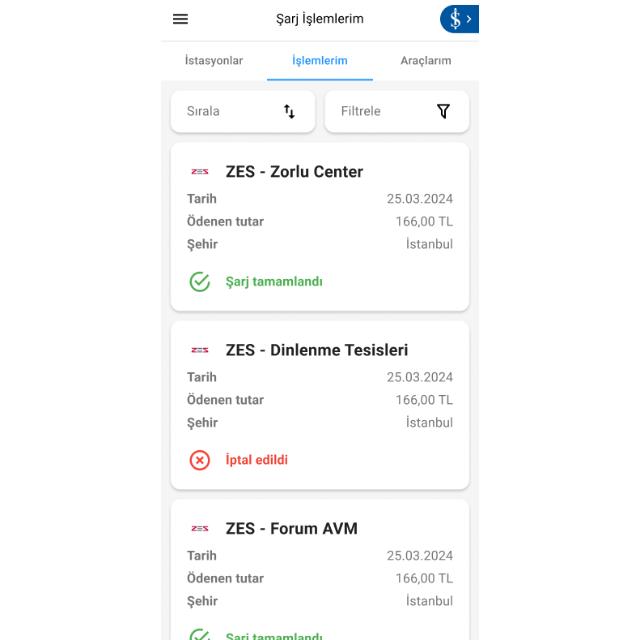 Şarj İşlemlerim
İstasyonlar İşlemlerim Araçlarım
Sırala Filtrele
ZES ZES - Zorlu Center
Tarih 25.03.2024
Ödenen tutar 166,00 TL
Şehir İstanbul
Şarj tamamlandı
ZES ZES - Dinlenme Tesisleri
Tarih 25.03.2024
Ödenen tutar 166,00 TL
Şehir İstanbul
İptal edildi
ZES ZES - Forum AVM
Tarih 25.03.2024
Ödenen tutar 166,00 TL
Şehir İstanbul
Şarj tamamlandı